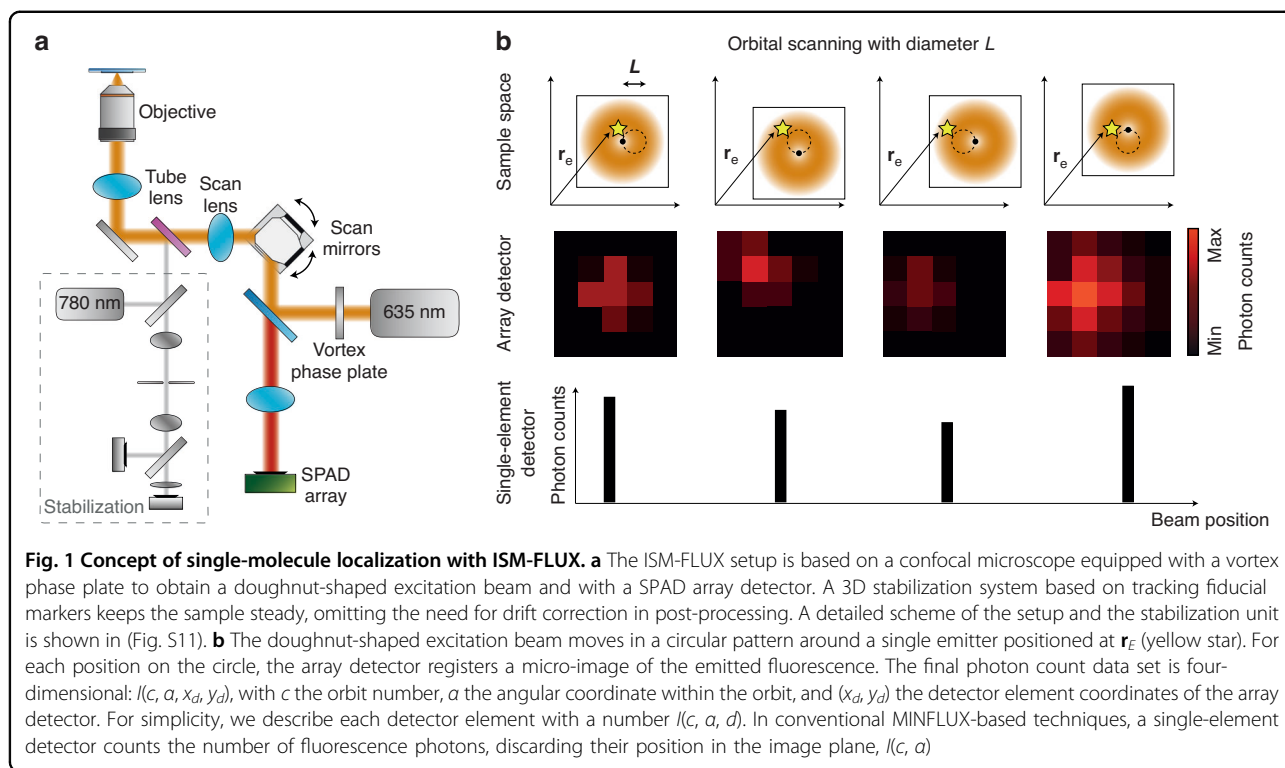 a
Objective
Tube
lens
Scan
lens
Scan
mirrors
780 nm
635 nm
Vortex
phase plate
SPAD
array
Stabilization
b
Orbital scanning with diameter L
L
Sample space
r_e
r_e
r_e
r_e
Array detector
Max
Min
Photon counts
Single-element
detector
Photon counts
Beam position
Fig. 1 Concept of single-molecule localization with ISM-FLUX. a The ISM-FLUX setup is based on a confocal microscope equipped with a vortex
phase plate to obtain a doughnut-shaped excitation beam and with a SPAD array detector. A 3D stabilization system based on tracking fiducial
markers keeps the sample steady, omitting the need for drift correction in post-processing. A detailed scheme of the setup and the stabilization unit
is shown in (Fig. S11). b The doughnut-shaped excitation beam moves in a circular pattern around a single emitter positioned at r_E (yellow star). For
each position on the circle, the array detector registers a micro-image of the emitted fluorescence. The final photon count data set is four-
dimensional: I(c, a, x_d, y_d), with c the orbit number, a the angular coordinate within the orbit, and (x_d, y_d) the detector element coordinates of the array
detector. For simplicity, we describe each detector element with a number I(c, a, d). In conventional MINFLUX-based techniques, a single-element
detector counts the number of fluorescence photons, discarding their position in the image plane, I(c, a)